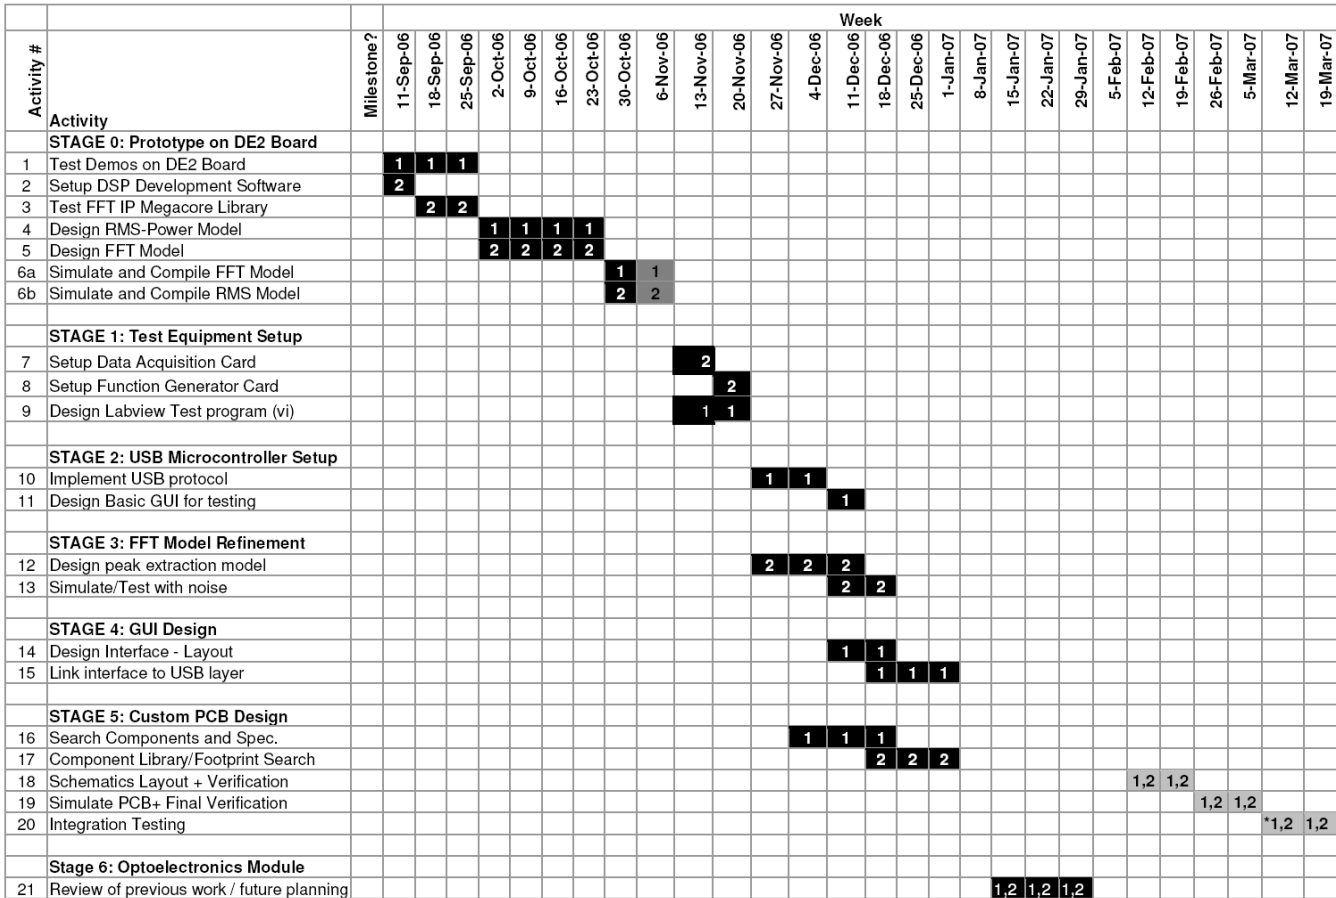 Week
Activity # Activity Milestone? 11-Sep-06 18-Sep-06 25-Sep-06 2-Oct-06 9-Oct-06 16-Oct-06 23-Oct-06 30-Oct-06 6-Nov-06 13-Nov-06 20-Nov-06 27-Nov-06 4-Dec-06 11-Dec-06 18-Dec-06 25-Dec-06 1-Jan-07 8-Jan-07 15-Jan-07 22-Jan-07 29-Jan-07 5-Feb-07 12-Feb-07 19-Feb-07 26-Feb-07 5-Mar-07 12-Mar-07 19-Mar-07
STAGE 0: Prototype on DE2 Board
1 Test Demos on DE2 Board 1 1 1
2 Setup DSP Development Software 2
3 Test FFT IP Megacore Library 2 2
4 Design RMS-Power Model 1 1 1 1
5 Design FFT Model 2 2 2 2
6a Simulate and Compile FFT Model 1 1
6b Simulate and Compile RMS Model 2 2
STAGE 1: Test Equipment Setup
7 Setup Data Acquisition Card 2
8 Setup Function Generator Card 2
9 Design Labview Test program (vi) 1 1
STAGE 2: USB Microcontroller Setup
10 Implement USB protocol 1 1
11 Design Basic GUI for testing 1
STAGE 3: FFT Model Refinement
12 Design peak extraction model 2 2 2
13 Simulate/Test with noise 2 2
STAGE 4: GUI Design
14 Design Interface - Layout 1 1
15 Link interface to USB layer 1 1 1
STAGE 5: Custom PCB Design
16 Search Components and Spec. 1 1 1
17 Component Library/Footprint Search 2 2 2
18 Schematics Layout + Verification 1,2 1,2
19 Simulate PCB+ Final Verification 1,2 1,2
20 Integration Testing *1,2 1,2
Stage 6: Optoelectronics Module
21 Review of previous work / future planning 1,2 1,2 1,2